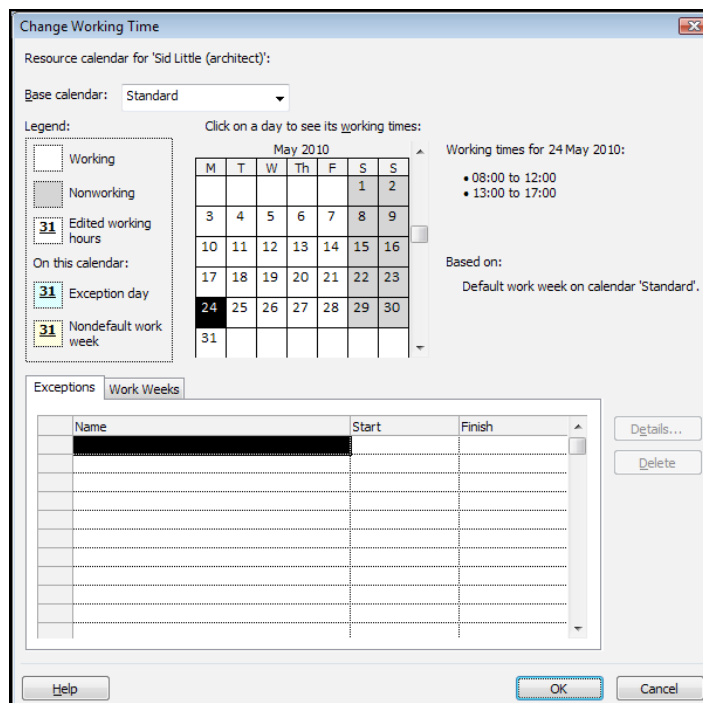 Change Working Time
Resource calendar for 'Sid Little (architect)':
Base calendar: Standard
Legend:
Working
Nonworking
31 Edited working
hours
On this calendar:
31 Exception day
31 Nondefault work
week
Click on a day to see its working times:
May 2010
M T W Th F S S
1 2
3 4 5 6 7 8 9
10 11 12 13 14 15 16
17 18 19 20 21 22 23
24 25 26 27 28 29 30
31
Working times for 24 May 2010:
• 08:00 to 12:00
• 13:00 to 17:00
Based on:
Default work week on calendar 'Standard'.
Exceptions Work Weeks
Name Start Finish
Details...
Delete
Help OK Cancel